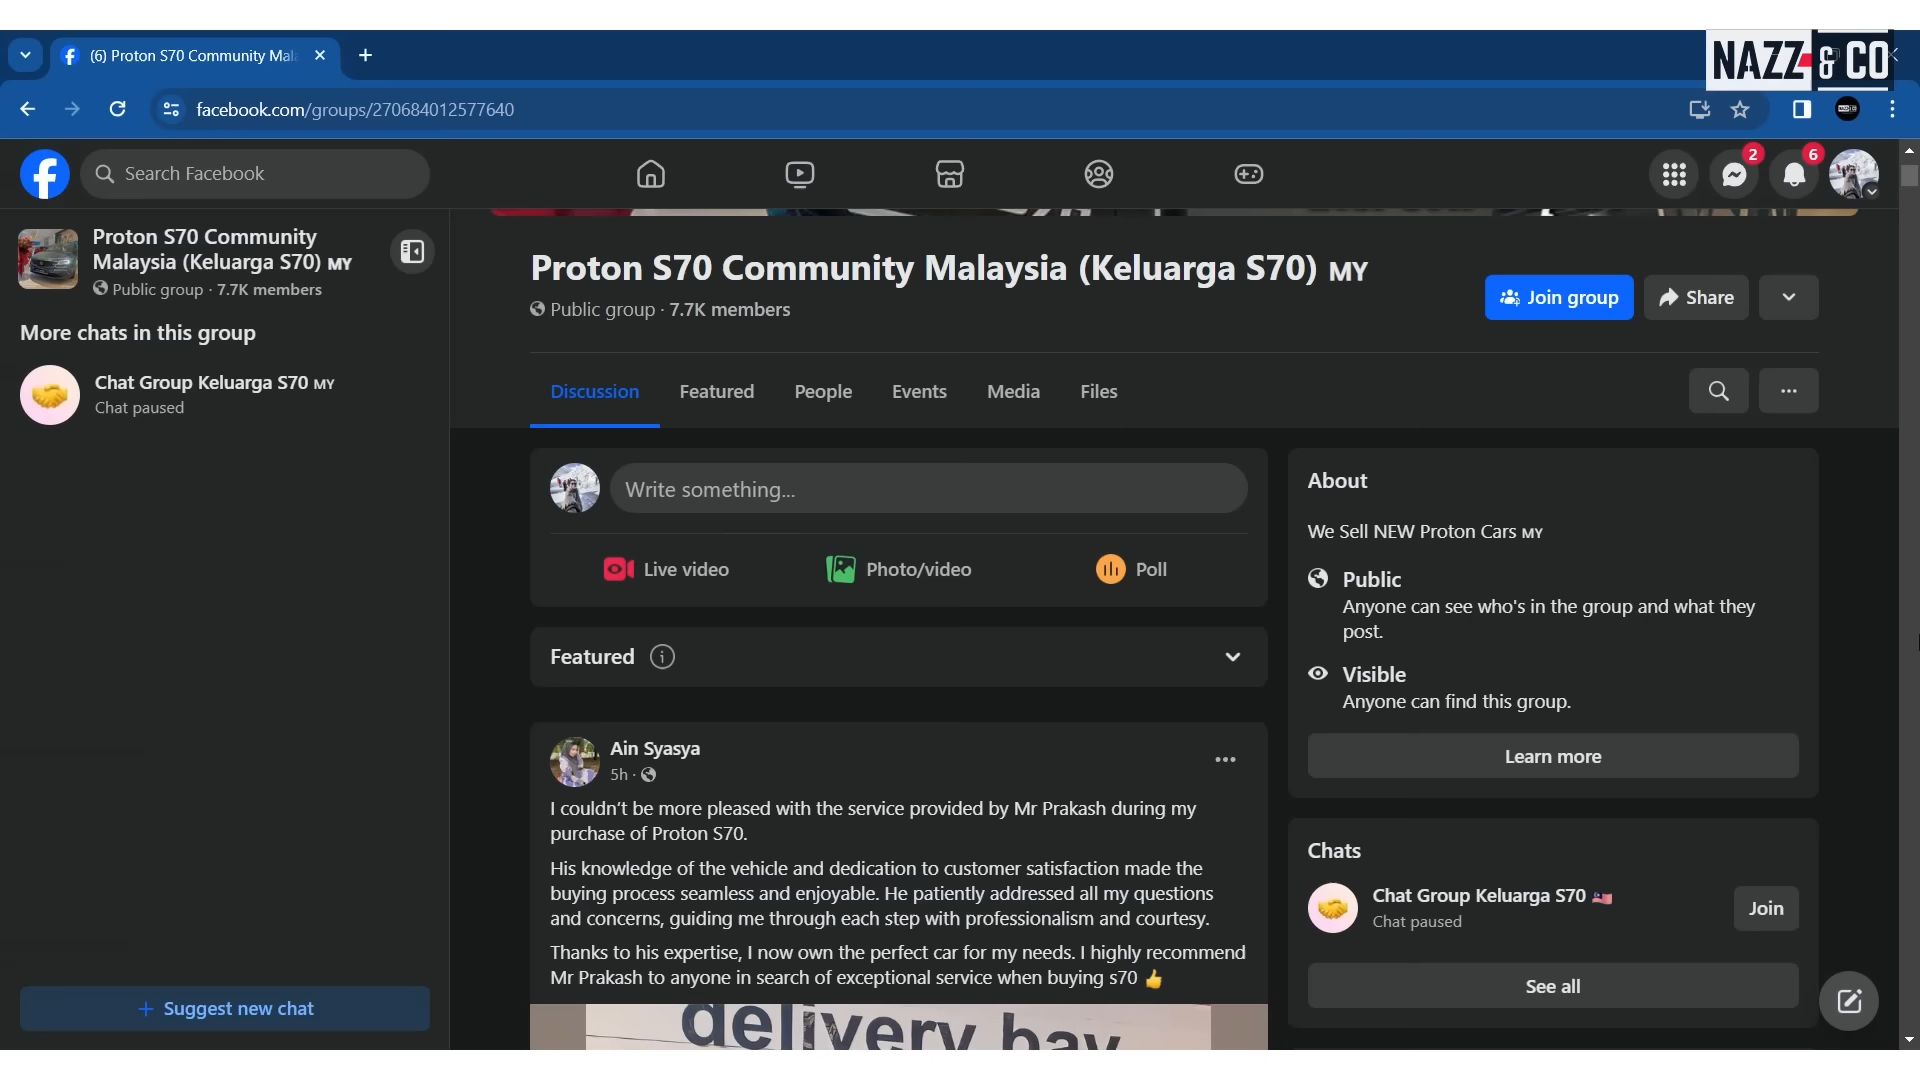 (6) Proton S70 Community Mala
NAZZ & CO
facebook.com/groups/270684012577640
Search Facebook
2
6
Proton S70 Community
Malaysia (Keluarga S70) MY
Public group · 7.7K members
More chats in this group
Chat Group Keluarga S70 MY
Chat paused
Suggest new chat
Proton S70 Community Malaysia (Keluarga S70) MY
Public group · 7.7K members
Join group
Share
Discussion
Featured
People
Events
Media
Files
Write something...
Live video
Photo/video
Poll
Featured
Ain Syasya
5h ·
I couldn't be more pleased with the service provided by Mr Prakash during my
purchase of Proton S70.
His knowledge of the vehicle and dedication to customer satisfaction made the
buying process seamless and enjoyable. He patiently addressed all my questions
and concerns, guiding me through each step with professionalism and courtesy.
Thanks to his expertise, I now own the perfect car for my needs. I highly recommend
Mr Prakash to anyone in search of exceptional service when buying s70 👍
delivery bay
About
We Sell NEW Proton Cars MY
Public
Anyone can see who's in the group and what they
post.
Visible
Anyone can find this group.
Learn more
Chats
Chat Group Keluarga S70 🇲🇾
Chat paused
Join
See all